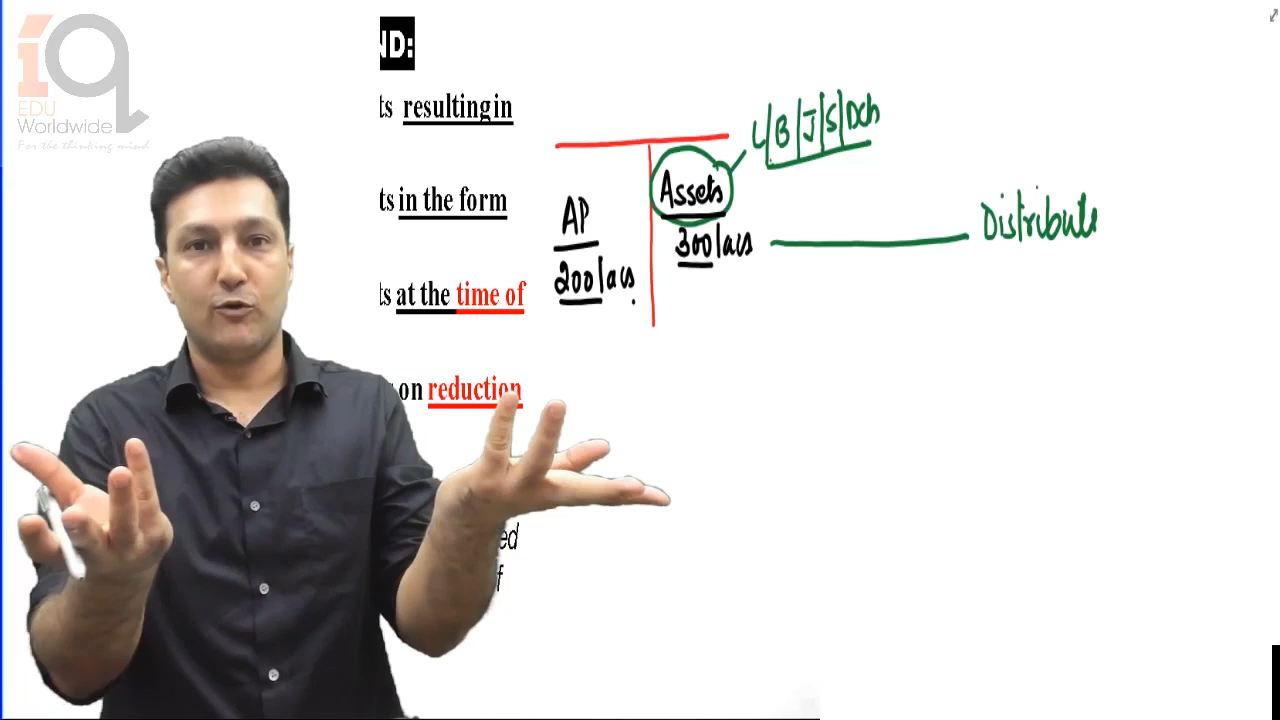 iQ
EDU
Worldwide
For the thinking mind
ND:
ts resulting in
ts in the form
ts at the time of
on reduction
ed
f
L/B/J/S/Dch
Assets
300 lacs
Distribute
AP
200 lacs.